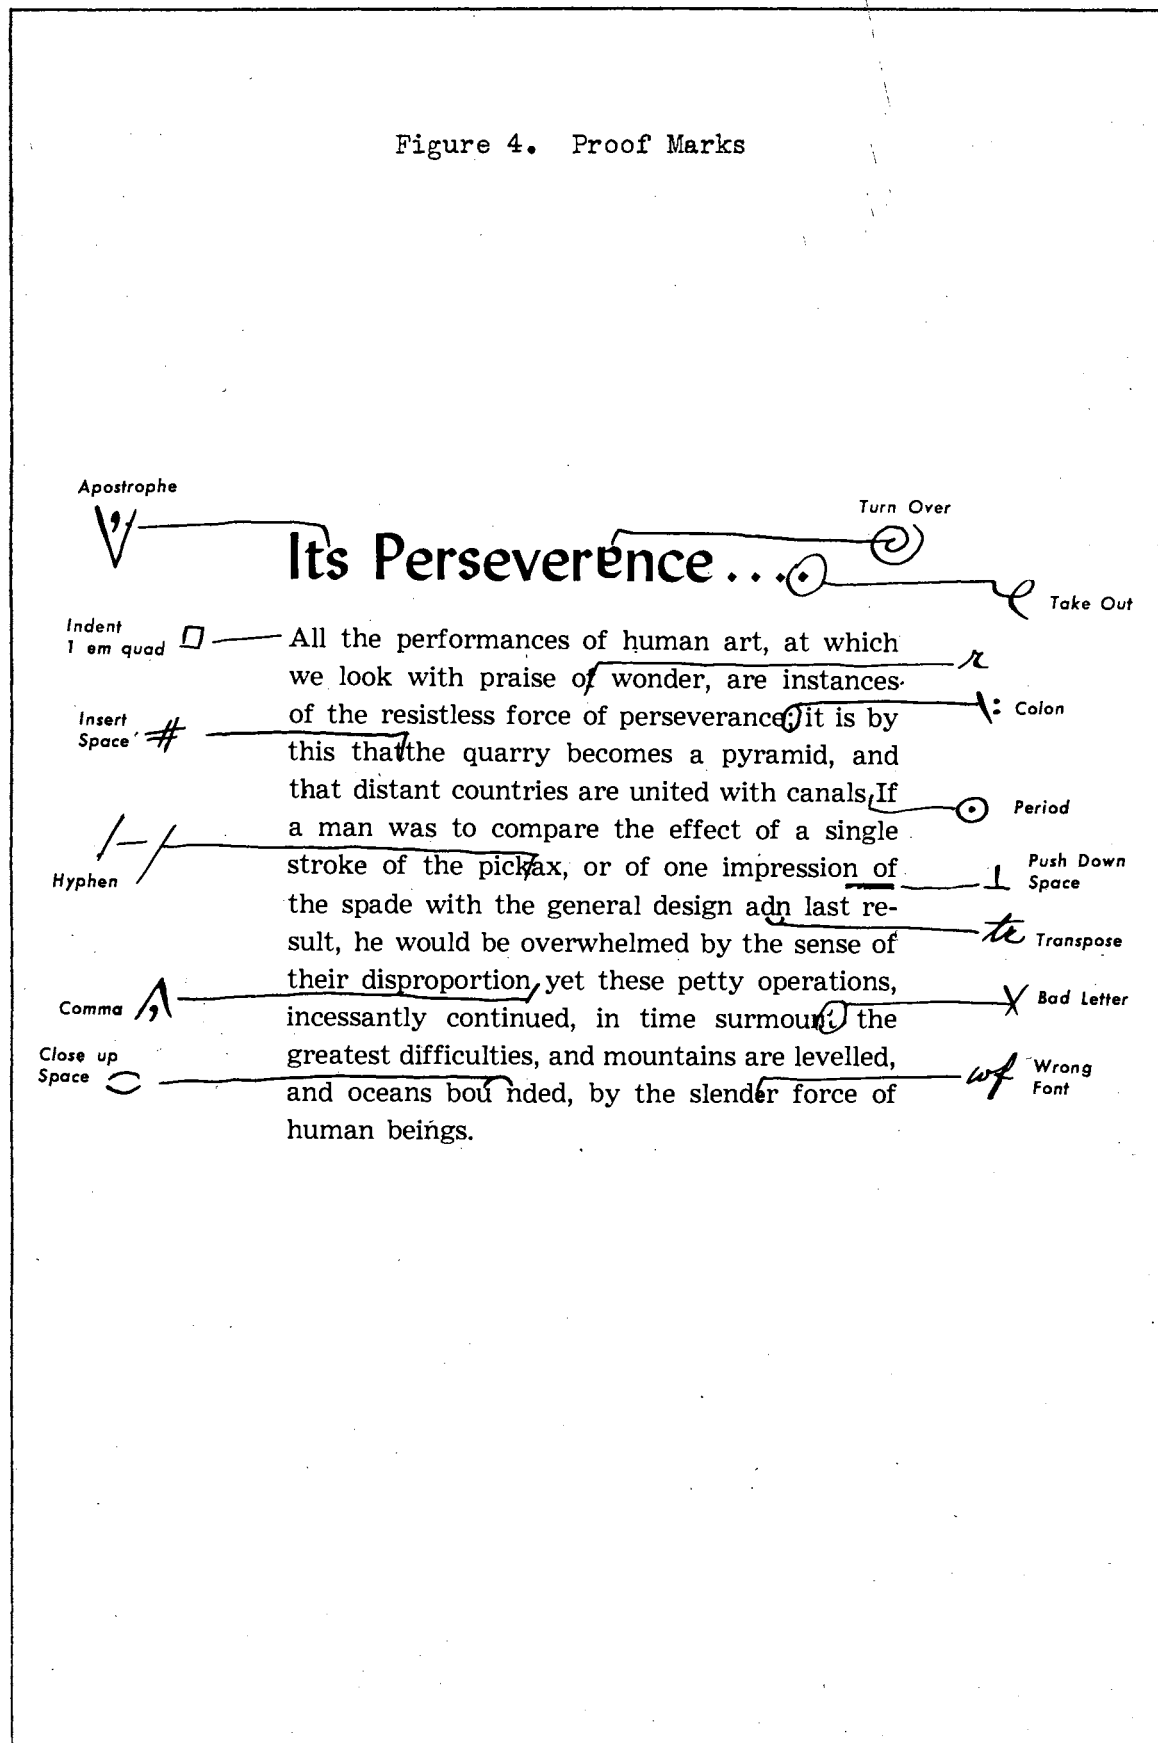 Figure 4. Proof Marks
Apostrophe
Turn Over
Its Perseverence....
Take Out
Indent
1 em quad
All the performances of human art, at which
r
we look with praise of wonder, are instances
Insert
Space #
of the resistless force of perseverance; it is by
: Colon
this thatthe quarry becomes a pyramid, and
that distant countries are united with canals If
Period
a man was to compare the effect of a single
Hyphen
stroke of the pickax, or of one impression of
Push Down
Space
the spade with the general design adn last re-
tr Transpose
sult, he would be overwhelmed by the sense of
their disproportion yet these petty operations,
Comma ,
Bad Letter
incessantly continued, in time surmount the
Close up
Space
greatest difficulties, and mountains are levelled,
wf Wrong
Font
and oceans bou nded, by the slender force of
human beings.